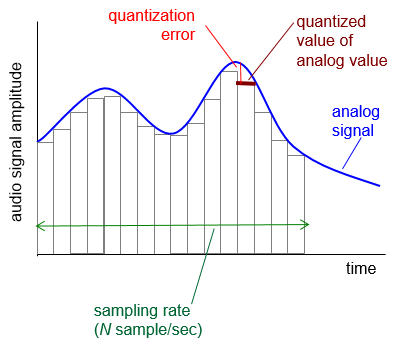 quantization
error
quantized
value of
analog value
analog
signal
audio signal amplitude
time
sampling rate
(N sample/sec)